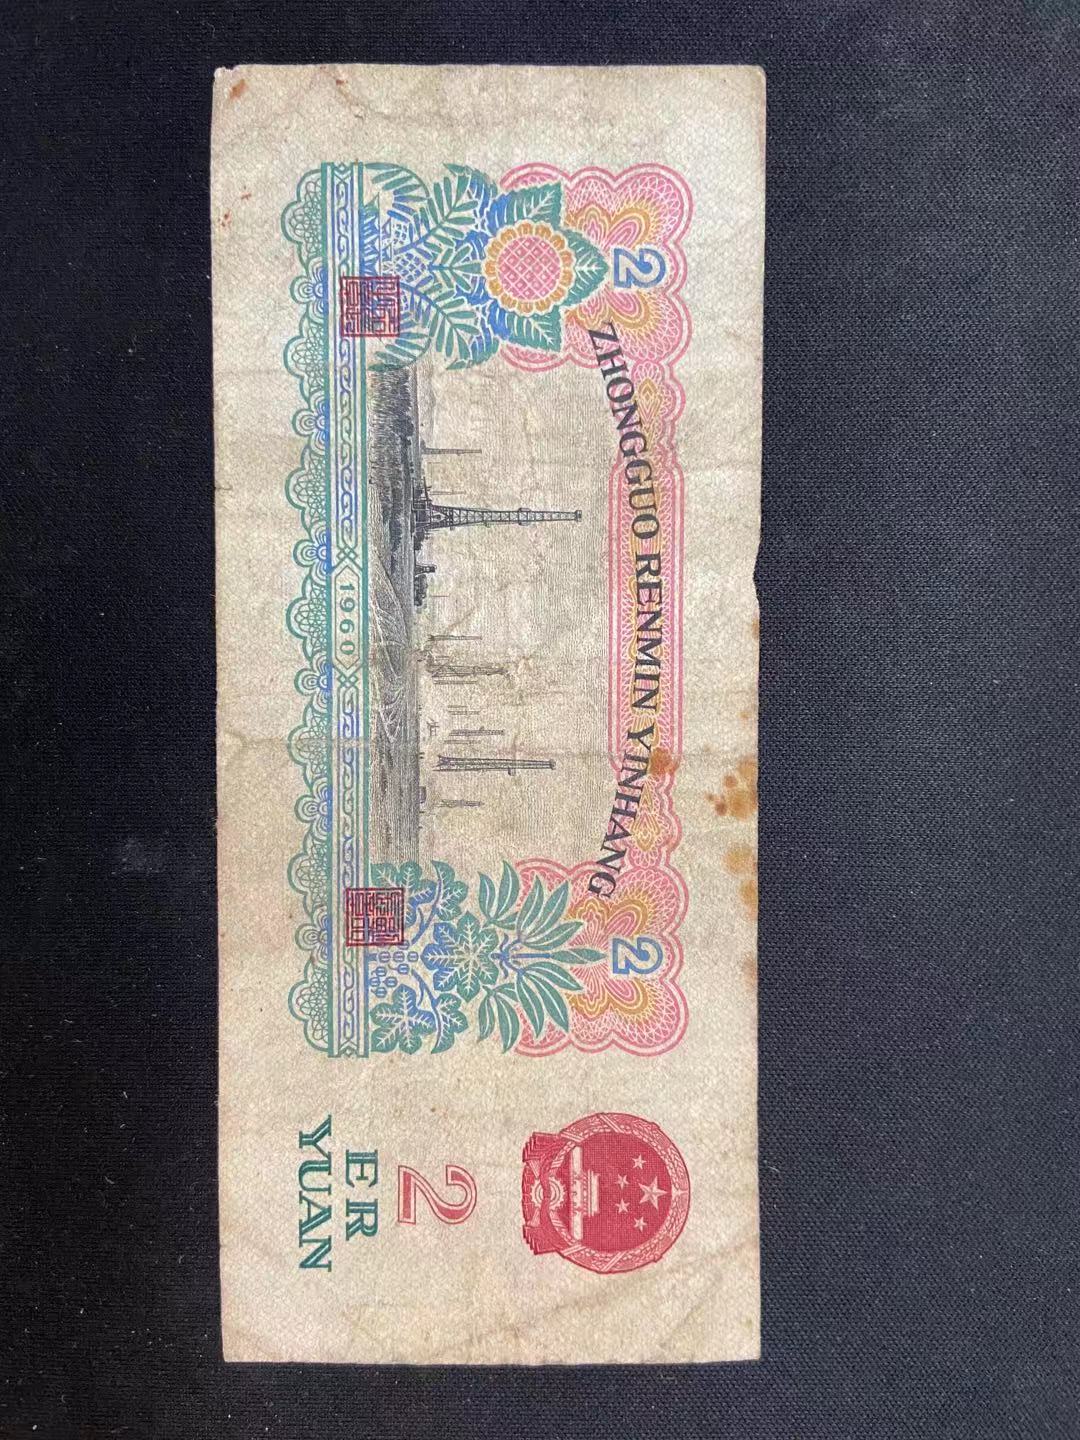 ZHONGGUO RENMIN YINHANG
2
2
1960
2
ER
YUAN